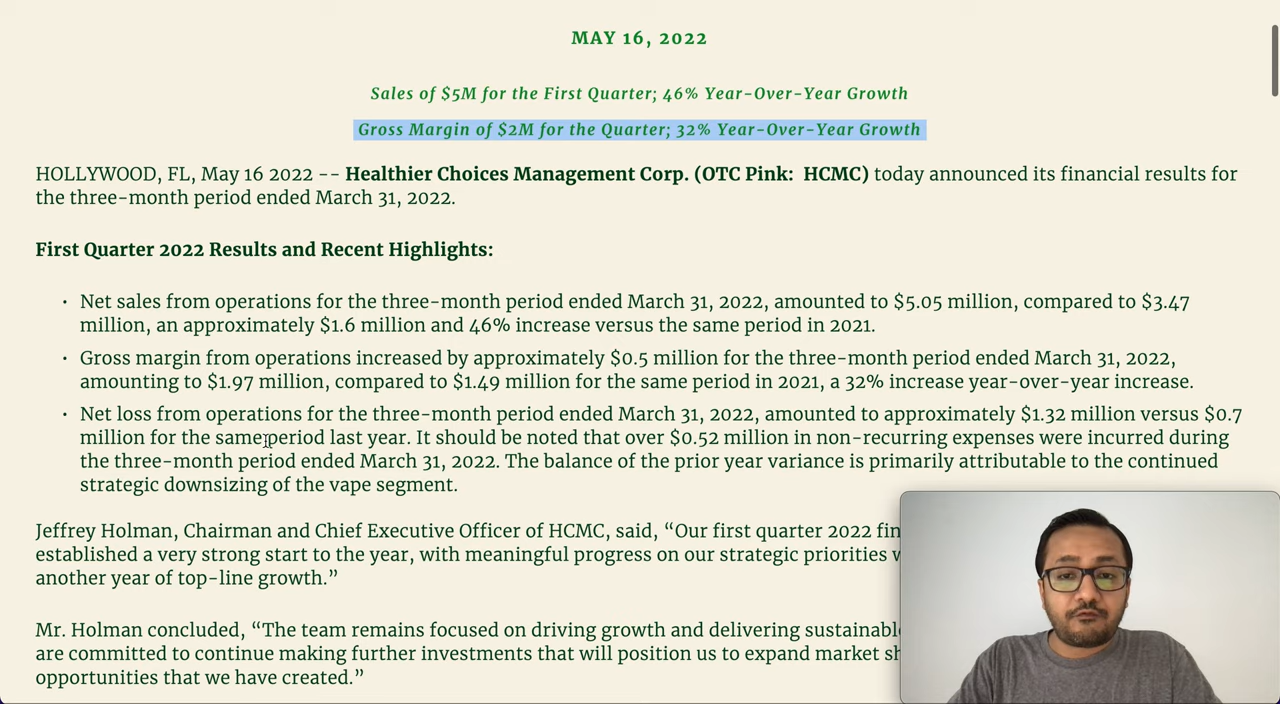 MAY 16, 2022
Sales of $5M for the First Quarter; 46% Year-Over-Year Growth
Gross Margin of $2M for the Quarter; 32% Year-Over-Year Growth
HOLLYWOOD, FL, May 16 2022 -- Healthier Choices Management Corp. (OTC Pink: HCMC) today announced its financial results for
the three-month period ended March 31, 2022.
First Quarter 2022 Results and Recent Highlights:
• Net sales from operations for the three-month period ended March 31, 2022, amounted to $5.05 million, compared to $3.47
million, an approximately $1.6 million and 46% increase versus the same period in 2021.
• Gross margin from operations increased by approximately $0.5 million for the three-month period ended March 31, 2022,
amounting to $1.97 million, compared to $1.49 million for the same period in 2021, a 32% increase year-over-year increase.
• Net loss from operations for the three-month period ended March 31, 2022, amounted to approximately $1.32 million versus $0.7
million for the same period last year. It should be noted that over $0.52 million in non-recurring expenses were incurred during
the three-month period ended March 31, 2022. The balance of the prior year variance is primarily attributable to the continued
strategic downsizing of the vape segment.
Jeffrey Holman, Chairman and Chief Executive Officer of HCMC, said, “Our first quarter 2022
established a very strong start to the year, with meaningful progress on our strategic priorities
another year of top-line growth.”
Mr. Holman concluded, “The team remains focused on driving growth and delivering
are committed to continue making further investments that will position us to expand market
opportunities that we have created.”